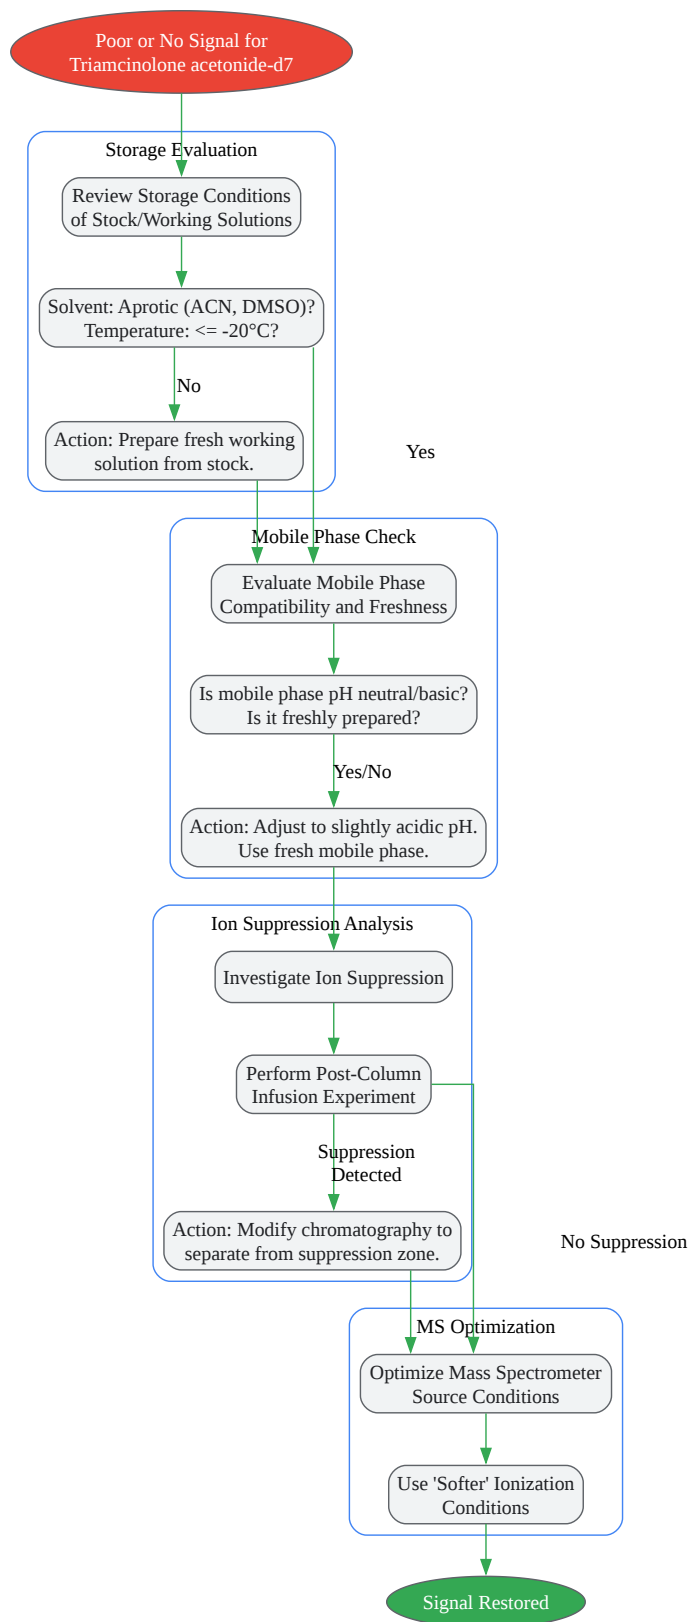 Poor or No Signal for
Triamcinolone acetonide-d7
Storage Evaluation
Review Storage Conditions
of Stock/Working Solutions
Solvent: Aprotic (ACN, DMSO)?
Temperature: <= -20°C?
No
Action: Prepare fresh working
solution from stock.
Yes
Mobile Phase Check
Evaluate Mobile Phase
Compatibility and Freshness
Is mobile phase pH neutral/basic?
Is it freshly prepared?
Yes/No
Action: Adjust to slightly acidic pH.
Use fresh mobile phase.
Ion Suppression Analysis
Investigate Ion Suppression
Perform Post-Column
Infusion Experiment
Suppression
Detected
Action: Modify chromatography to
separate from suppression zone.
No Suppression
MS Optimization
Optimize Mass Spectrometer
Source Conditions
Use 'Softer' Ionization
Conditions
Signal Restored